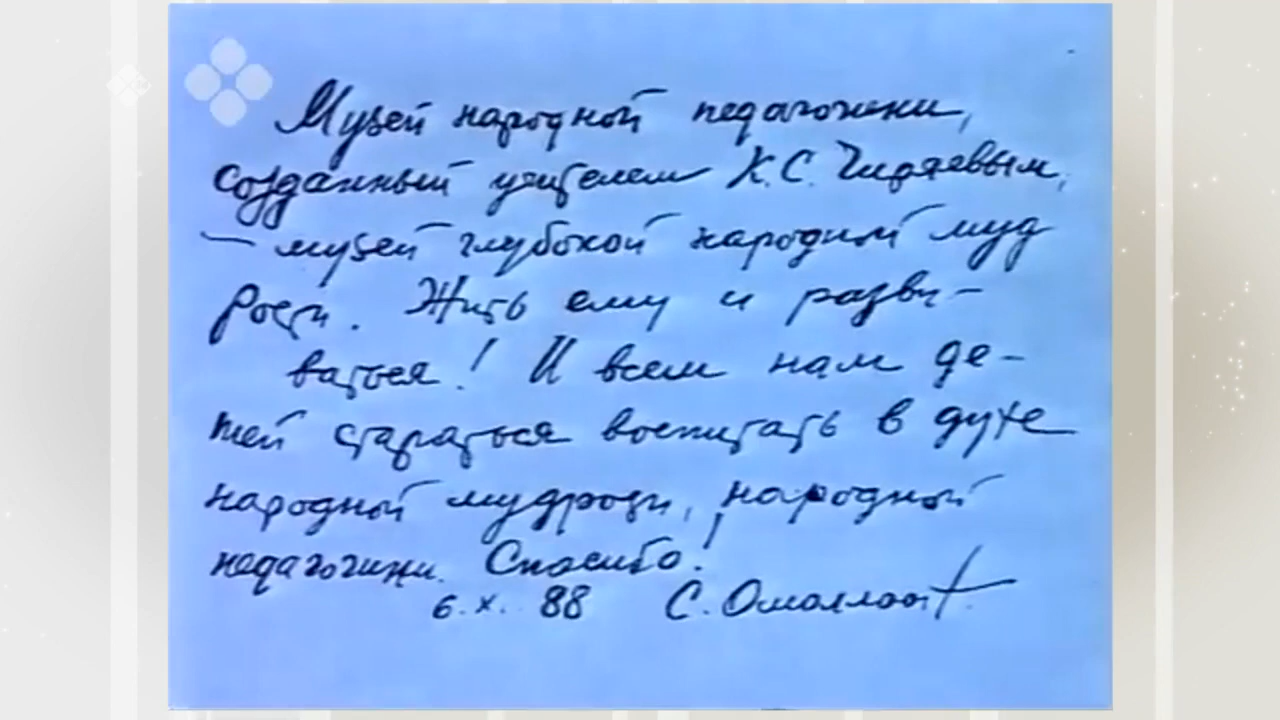 Музей народной педагогики,
созданный учителем К.С. Чиряевым,
— музей глубокой народной муд
рости. Жить ему и разви-
ваться! И всем нам де-
тей стараться воспитать в духе
народной мудрости, народной
педагогики. Спасибо!
6.X. 88 С.